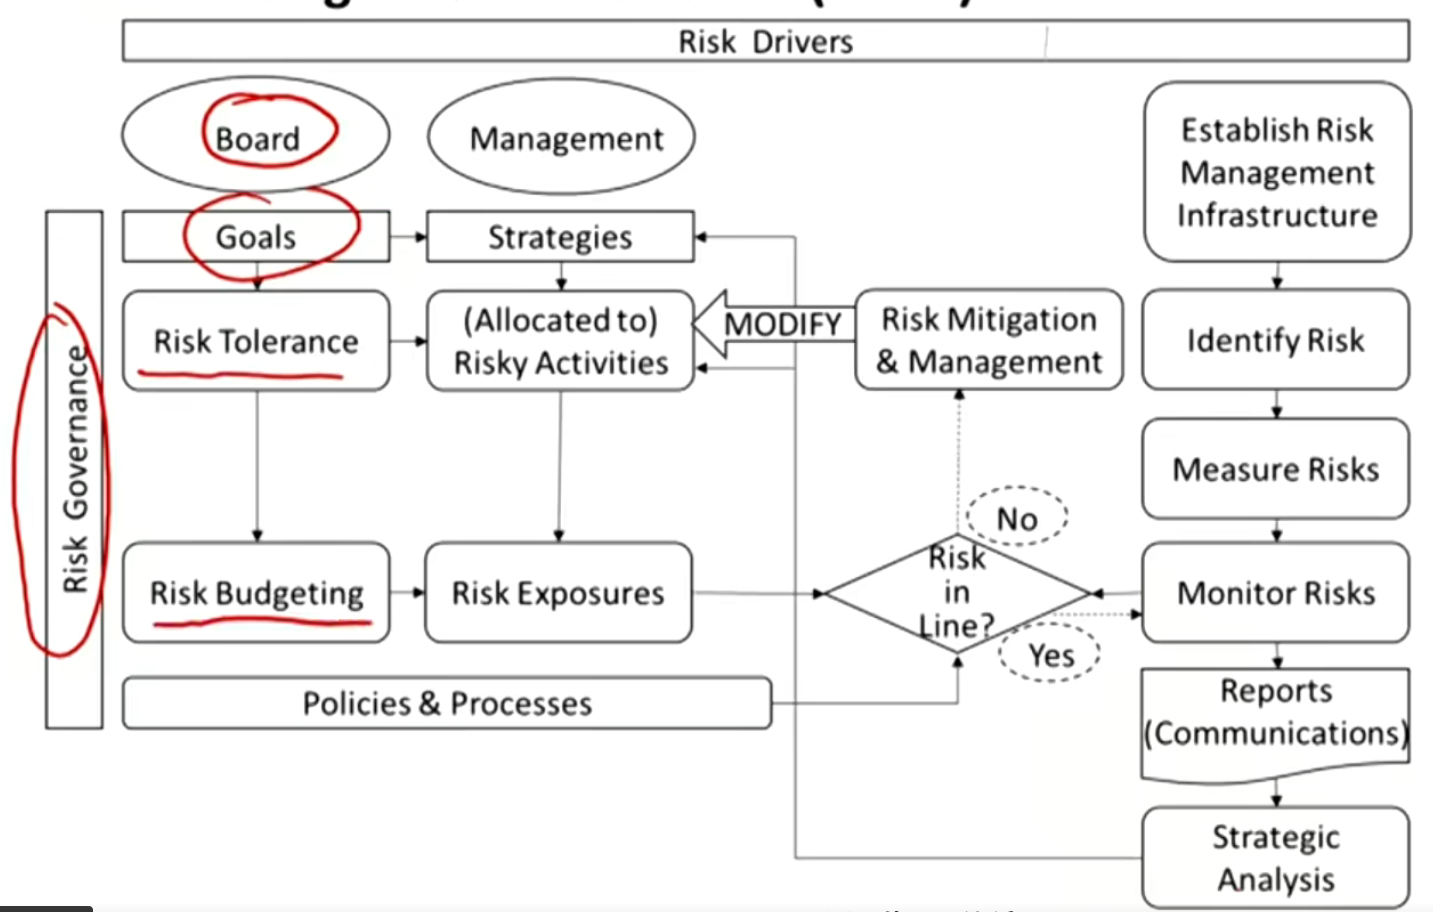 Risk Drivers
Board
Management
Establish Risk
Management
Infrastructure
Goals
Strategies
Risk Tolerance
(Allocated to)
Risky Activities
MODIFY
Risk Mitigation
& Management
Identify Risk
Risk Governance
Measure Risks
No
Risk Budgeting
Risk Exposures
Risk
in
Line?
Monitor Risks
Yes
Policies & Processes
Reports
(Communications)
Strategic
Analysis